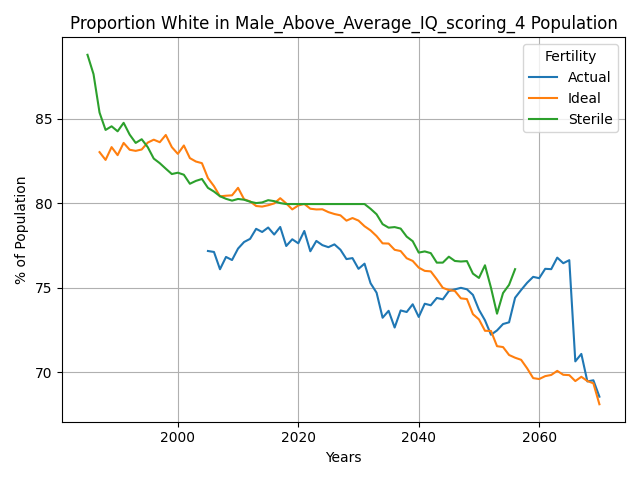 Proportion White in Male_Above_Average_IQ_scoring_4 Population
Fertility
Actual
Ideal
Sterile
% of Population
85
80
75
70
2000
2020
2040
2060
Years